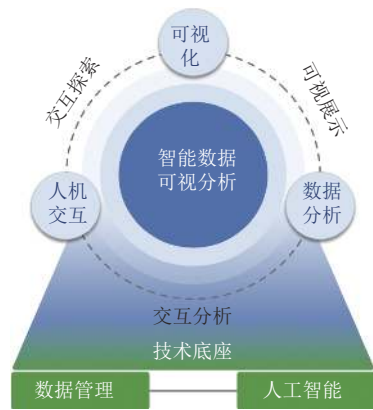 可视
化
交互探索
可视展示
智能数据
可视分析
人机
交互
数据
分析
交互分析
技术底座
数据管理
人工智能